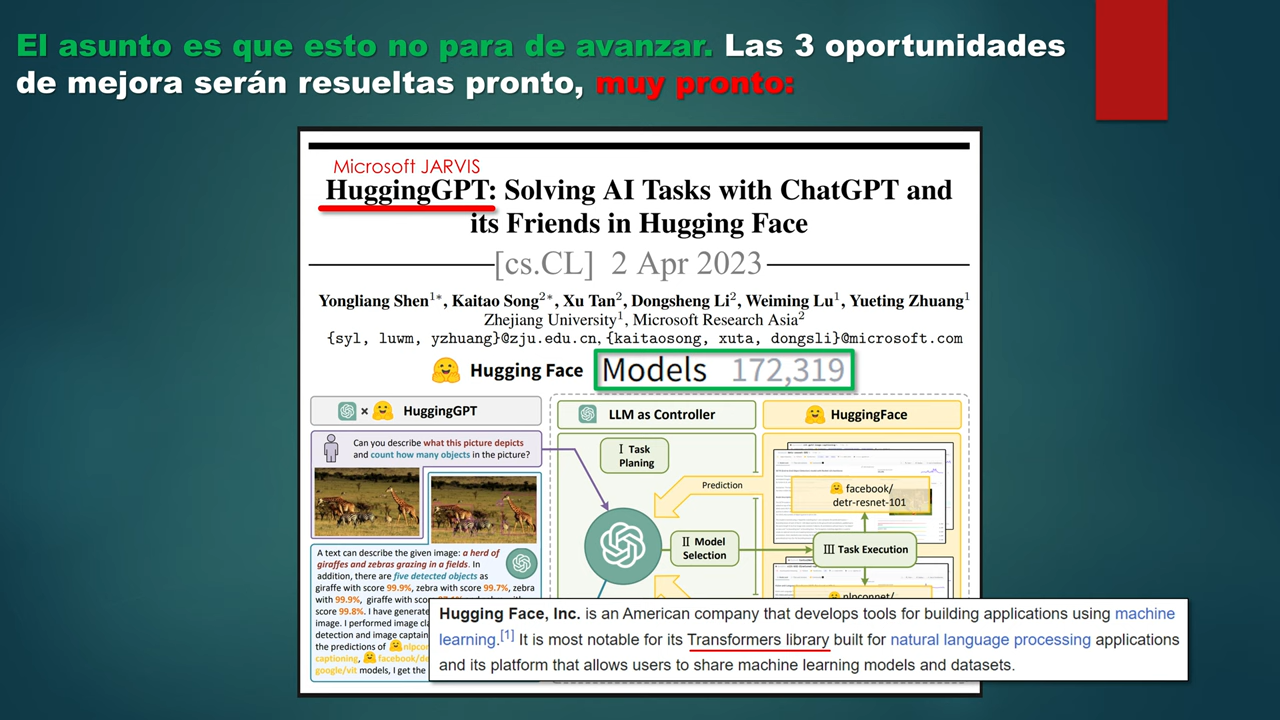 El asunto es que esto no para de avanzar. Las 3 oportunidades
de mejora serán resueltas pronto, muy pronto:
Microsoft JARVIS
HuggingGPT: Solving AI Tasks with ChatGPT and
its Friends in Hugging Face
[cs.CL] 2 Apr 2023
Yongliang Shen1*, Kaitao Song2*, Xu Tan2, Dongsheng Li2, Weiming Lu1, Yueting Zhuang1
Zhejiang University1, Microsoft Research Asia2
{syl, luwm, yzhuang}@zju.edu.cn, {kaitaosong, xuta, dongsli}@microsoft.com
Hugging Face Models 172,319
x HuggingGPT
LLM as Controller
HuggingFace
Can you describe what this picture depicts
and count how many objects in the picture?
I Task
Planing
Prediction
facebook/
detr-resnet-101
II Model
Selection
III Task Execution
nlpconnet/
A text can describe the given image: a herd of
giraffes and zebras grazing in a fields. In
addition, there are five detected objects as
giraffe with score 99.9%, zebra with score 99.7%, zebra
with 99.9%, giraffe with score
score 99.8%. I have generate
image. I performed image cl
detection and image captain
the predictions of nlpcon
captioning, facebook/de
google/vit models, I get the
Hugging Face, Inc. is an American company that develops tools for building applications using machine
learning.[1] It is most notable for its Transformers library built for natural language processing applications
and its platform that allows users to share machine learning models and datasets.